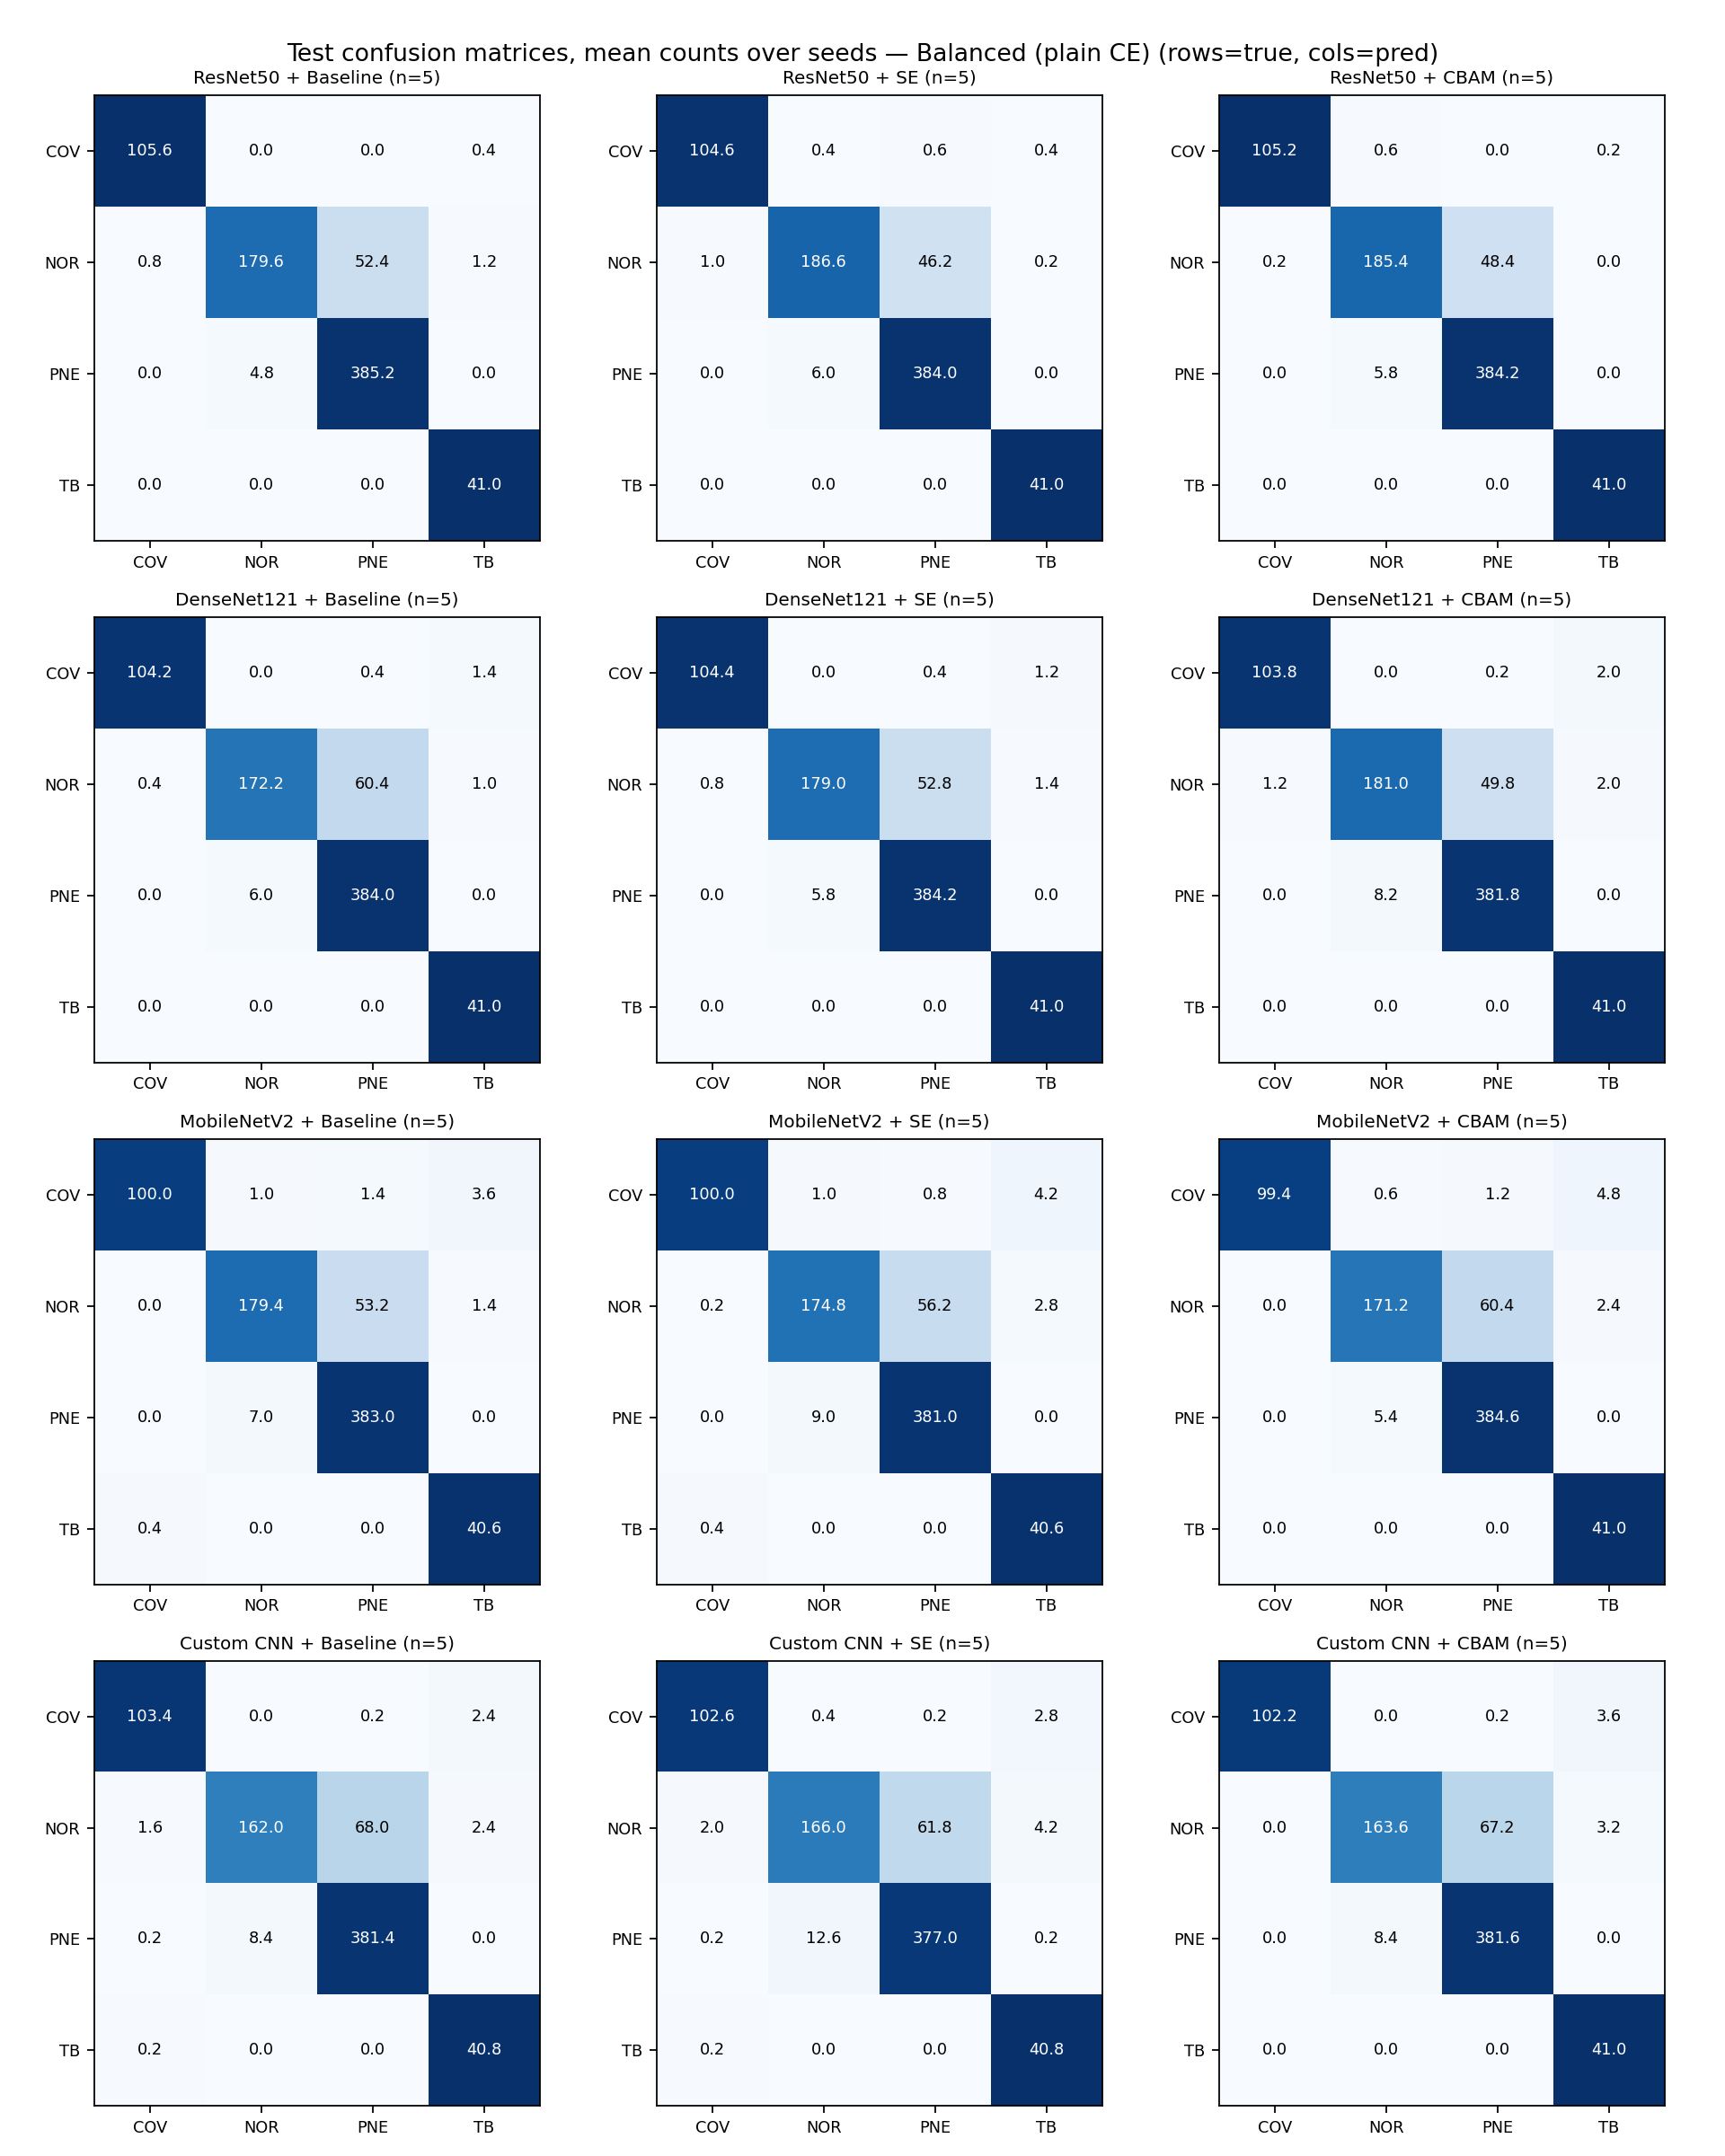 Test confusion matrices, mean counts over seeds — Balanced (plain CE) (rows=true, cols=pred)
ResNet50 + Baseline (n=5) ResNet50 + SE (n=5) ResNet50 + CBAM (n=5)
COV 105.6 0.0 0.0 0.4 COV 104.6 0.4 0.6 0.4 COV 105.2 0.6 0.0 0.2
NOR 0.8 179.6 52.4 1.2 NOR 1.0 186.6 46.2 0.2 NOR 0.2 185.4 48.4 0.0
PNE 0.0 4.8 385.2 0.0 PNE 0.0 6.0 384.0 0.0 PNE 0.0 5.8 384.2 0.0
TB 0.0 0.0 0.0 41.0 TB 0.0 0.0 0.0 41.0 TB 0.0 0.0 0.0 41.0
COV NOR PNE TB COV NOR PNE TB COV NOR PNE TB
DenseNet121 + Baseline (n=5) DenseNet121 + SE (n=5) DenseNet121 + CBAM (n=5)
COV 104.2 0.0 0.4 1.4 COV 104.4 0.0 0.4 1.2 COV 103.8 0.0 0.2 2.0
NOR 0.4 172.2 60.4 1.0 NOR 0.8 179.0 52.8 1.4 NOR 1.2 181.0 49.8 2.0
PNE 0.0 6.0 384.0 0.0 PNE 0.0 5.8 384.2 0.0 PNE 0.0 8.2 381.8 0.0
TB 0.0 0.0 0.0 41.0 TB 0.0 0.0 0.0 41.0 TB 0.0 0.0 0.0 41.0
COV NOR PNE TB COV NOR PNE TB COV NOR PNE TB
MobileNetV2 + Baseline (n=5) MobileNetV2 + SE (n=5) MobileNetV2 + CBAM (n=5)
COV 100.0 1.0 1.4 3.6 COV 100.0 1.0 0.8 4.2 COV 99.4 0.6 1.2 4.8
NOR 0.0 179.4 53.2 1.4 NOR 0.2 174.8 56.2 2.8 NOR 0.0 171.2 60.4 2.4
PNE 0.0 7.0 383.0 0.0 PNE 0.0 9.0 381.0 0.0 PNE 0.0 5.4 384.6 0.0
TB 0.4 0.0 0.0 40.6 TB 0.4 0.0 0.0 40.6 TB 0.0 0.0 0.0 41.0
COV NOR PNE TB COV NOR PNE TB COV NOR PNE TB
Custom CNN + Baseline (n=5) Custom CNN + SE (n=5) Custom CNN + CBAM (n=5)
COV 103.4 0.0 0.2 2.4 COV 102.6 0.4 0.2 2.8 COV 102.2 0.0 0.2 3.6
NOR 1.6 162.0 68.0 2.4 NOR 2.0 166.0 61.8 4.2 NOR 0.0 163.6 67.2 3.2
PNE 0.2 8.4 381.4 0.0 PNE 0.2 12.6 377.0 0.2 PNE 0.0 8.4 381.6 0.0
TB 0.2 0.0 0.0 40.8 TB 0.2 0.0 0.0 40.8 TB 0.0 0.0 0.0 41.0
COV NOR PNE TB COV NOR PNE TB COV NOR PNE TB